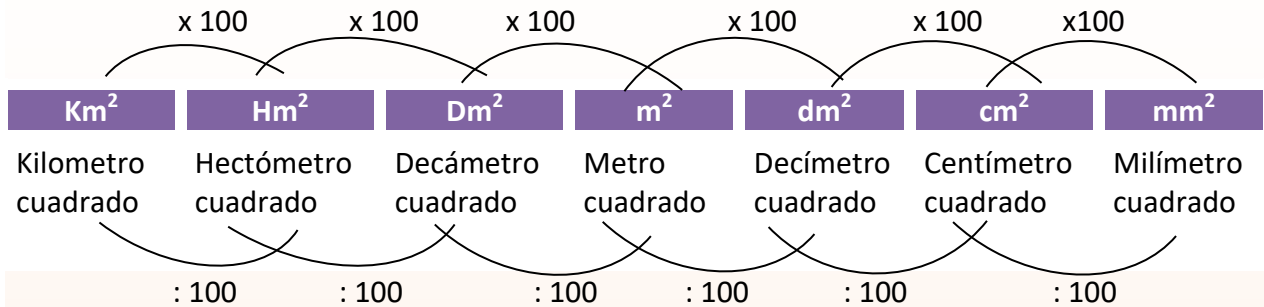 x 100 x 100 x 100 x 100 x 100 x100
Km² Hm² Dm² m² dm² cm² mm²
Kilometro Hectómetro Decámetro Metro Decímetro Centímetro Milímetro
cuadrado cuadrado cuadrado cuadrado cuadrado cuadrado cuadrado
: 100 : 100 : 100 : 100 : 100 : 100